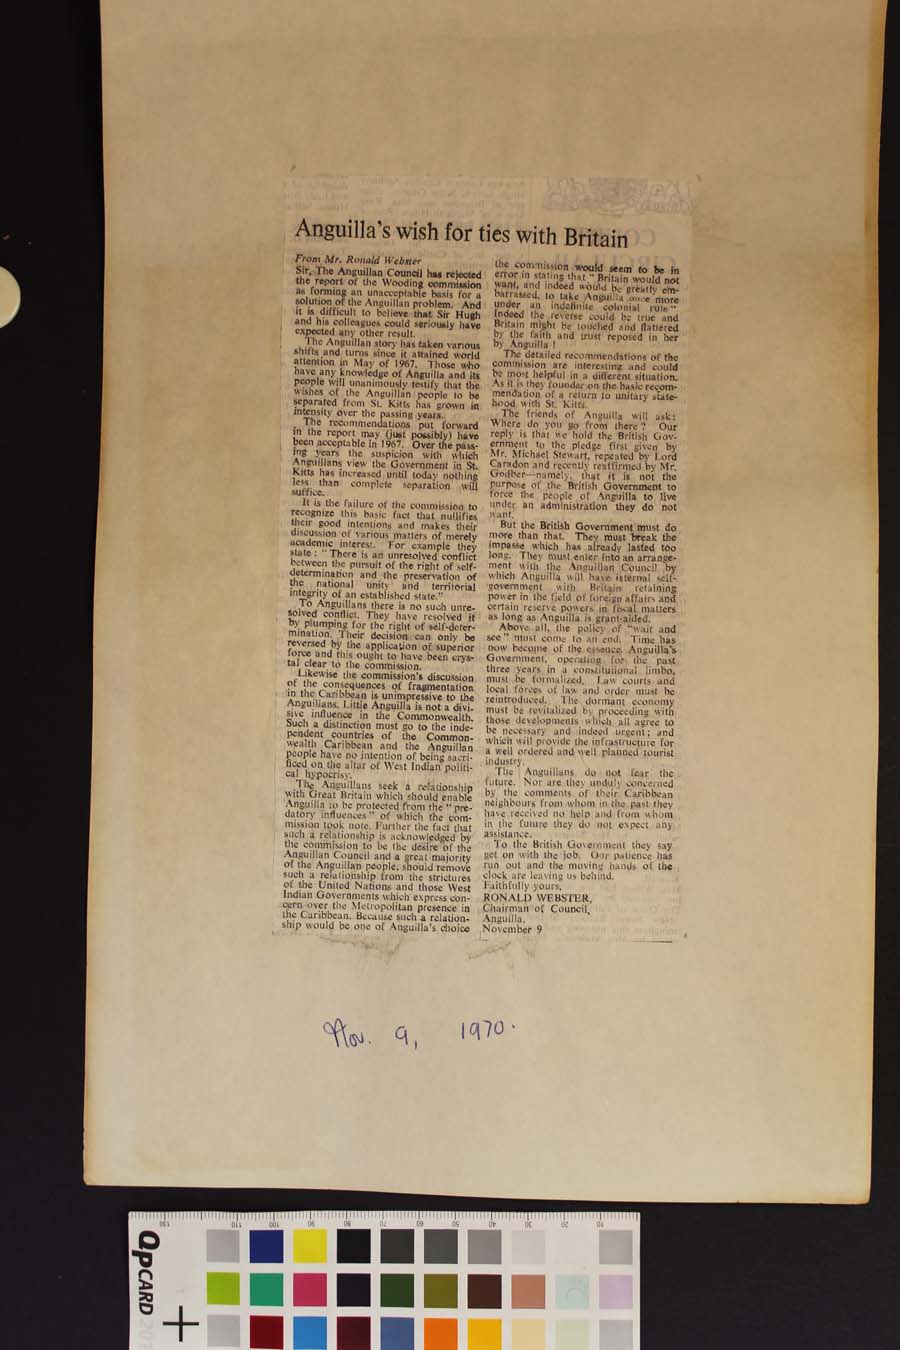 Anguilla's wish for ties with Britain
From Mr. Ronald Webster
Sir, The Anguillan Council has rejected
the report of the Wooding commission
as forming an unacceptable basis for a
solution of the Anguillan problem. And
it is difficult to believe that Sir Hugh
and his colleagues could seriously have
expected any other result.
The Anguillan story has taken various
shifts and turns since it attained world
attention in May of 1967. Those who
have any knowledge of Anguilla and its
people will unanimously testify that the
wishes of the Anguillan people to be
separated from St. Kitts has grown in
intensity over the passing years.
The recommendations put forward
in the report may (just possibly) have
been acceptable in 1967. Over the pass-
ing years the suspicion with which
Anguillans view the Government in St.
Kitts has increased until today nothing
less than complete separation will
suffice.
It is the failure of the commission to
recognize this basic fact that nullifies
their good intentions and makes their
discussion of various matters of merely
academic interest. For example they
state: "There is an unresolved conflict
between the pursuit of the right of self-
determination and the preservation of
the national unity and territorial
integrity of an established state."
To Anguillans there is no such unre-
solved conflict. They have resolved it
by plumping for the right of self-deter-
mination. Their decision can only be
reversed by the application of superior
force and this ought to have been crys-
tal clear to the commission.
Likewise the commission's discussion
of the consequences of fragmentation
in the Caribbean is unimpressive to the
Anguillans. Little Anguilla is not a divi-
sive influence in the Commonwealth.
Such a distinction must go to the inde-
pendent countries of the Common-
wealth Caribbean and the Anguillan
people have no intention of being sacri-
ficed on the altar of West Indian politi-
cal hypocrisy.
The Anguillans seek a relationship
with Great Britain which should enable
Anguilla to be protected from the "pre-
datory influences" of which the com-
mission took note. Further the fact that
such a relationship is acknowledged by
the commission to be the desire of the
Anguillan Council and a great majority
of the Anguillan people, should remove
such a relationship from the strictures
of the United Nations and those West
Indian Governments which express con-
cern over the Metropolitan presence in
the Caribbean. Because such a relation-
ship would be one of Anguilla's choice
the commission would seem to be in
error in stating that "Britain would not
want, and indeed would be greatly em-
barrassed, to take Anguilla once more
under an indefinite colonial rule"
Indeed the reverse could be true and
Britain might be touched and flattered
by the faith and trust reposed in her
by Anguilla!
The detailed recommendations of the
commission are interesting and could
be most helpful in a different situation.
As it is they founder on the basic recom-
mendation of a return to unitary state-
hood with St. Kitts.
The friends of Anguilla will ask:
Where do you go from there? Our
reply is that we hold the British Gov-
ernment to the pledge first given by
Mr. Michael Stewart, repeated by Lord
Caradon and recently reaffirmed by Mr.
Godber—namely, that it is not the
purpose of the British Government to
force the people of Anguilla to live
under an administration they do not
want.
But the British Government must do
more than that. They must break the
impasse which has already lasted too
long. They must enter into an arrange-
ment with the Anguillan Council by
which Anguilla will have internal self-
government with Britain retaining
power in the field of foreign affairs and
certain reserve powers in fiscal matters
as long as Anguilla is grant-aided.
Above all, the policy of "wait and
see" must come to an end. Time has
now become of the essence. Anguilla's
Government, operating for the past
three years in a constitutional limbo,
must be formalized. Law courts and
local forces of law and order must be
reintroduced. The dormant economy
must be revitalized by proceeding with
those developments which all agree to
be necessary and indeed urgent; and
which will provide the infrastructure for
a well ordered and well planned tourist
industry.
The Anguillans do not fear the
future. Nor are they unduly concerned
by the comments of their Caribbean
neighbours from whom in the past they
have received no help and from whom
in the future they do not expect any
assistance.
To the British Government they say
get on with the job. Our patience has
run out and the moving hands of the
clock are leaving us behind.
Faithfully yours,
RONALD WEBSTER,
Chairman of Council,
Anguilla,
November 9
Nov. 9, 1970.
130 110 100 90 80 70 60 50 40 30 20 10
QPCARD